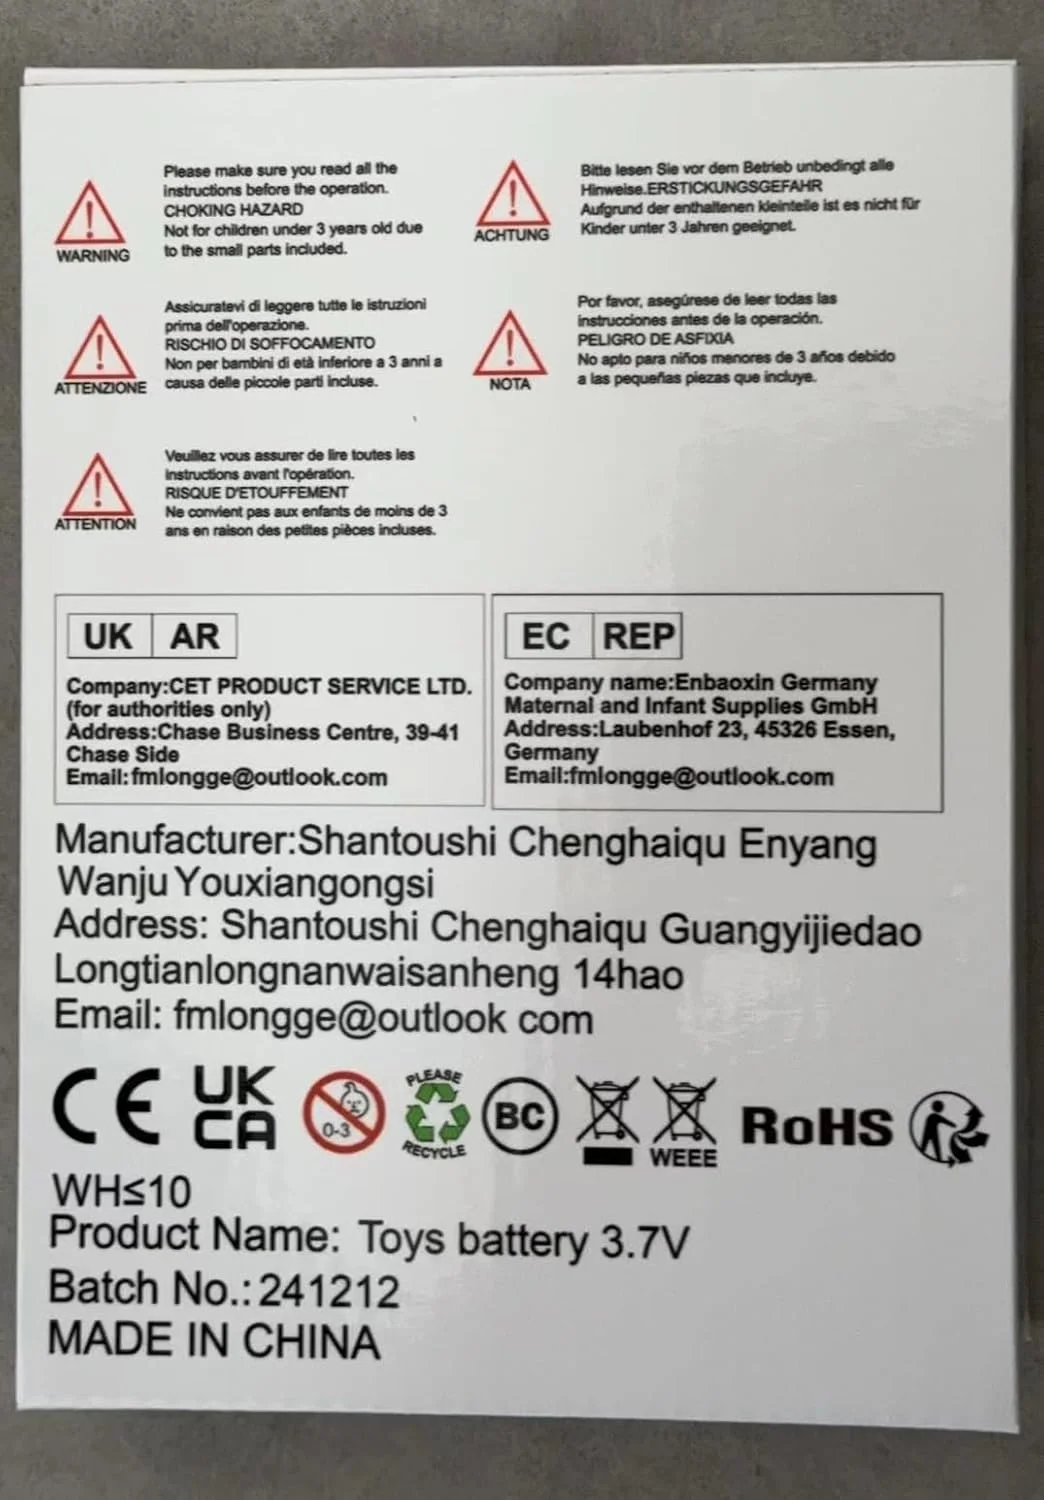 Please make sure you read all the
instructions before the operation.
CHOKING HAZARD
Not for children under 3 years old due
to the small parts included.
WARNING
Bitte lesen Sie vor dem Betrieb unbedingt alle
Hinweise.ERSTICKUNGSGEFAHR
Aufgrund der enthaltenen kleinteile ist es nicht für
Kinder unter 3 Jahren geeignet.
ACHTUNG
Assicuratevi di leggere tutte le istruzioni
prima dell'operazione.
RISCHIO DI SOFFOCAMENTO
Non per bambini di età inferiore a 3 anni a
causa delle piccole parti incluse.
ATTENZIONE
Por favor, asegúrese de leer todas las
instrucciones antes de la operación.
PELIGRO DE ASFIXIA
No apto para niños menores de 3 años debido
a las pequeñas piezas que incluye.
NOTA
Veuillez vous assurer de lire toutes les
instructions avant l'opération.
RISQUE D'ETOUFFEMENT
Ne convient pas aux enfants de moins de 3
ans en raison des petites pièces incluses.
ATTENTION
UK AR
Company:CET PRODUCT SERVICE LTD.
(for authorities only)
Address:Chase Business Centre, 39-41
Chase Side
Email:fmlongge@outlook.com
EC REP
Company name:Enbaoxin Germany
Maternal and Infant Supplies GmbH
Address:Laubenhof 23, 45326 Essen,
Germany
Email:fmlongge@outlook.com
Manufacturer:Shantoushi Chenghaiqu Enyang
Wanju Youxiangongsi
Address: Shantoushi Chenghaiqu Guangyijiedao
Longtianlongnanwaisanheng 14hao
Email: fmlongge@outlook com
CE
UK
CA
0-3
PLEASE
RECYCLE
BC
WEEE
RoHS
WH≤10
Product Name: Toys battery 3.7V
Batch No.:241212
MADE IN CHINA